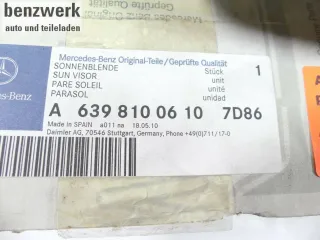 benzwerk
auto und teileladen
Mercedes-Benz Original-Teile/Geprüfte Qualität
SONNENBLENDE
SUN VISOR
PARE SOLEIL
PARASOL
Stück
unit
unité
unidad
1
A 639 810 06 10 7D86
Made in SPAIN a011 ne 18.05.10
Daimler AG, 70546 Stuttgart, Germany, Phone +49(0)711/17-0